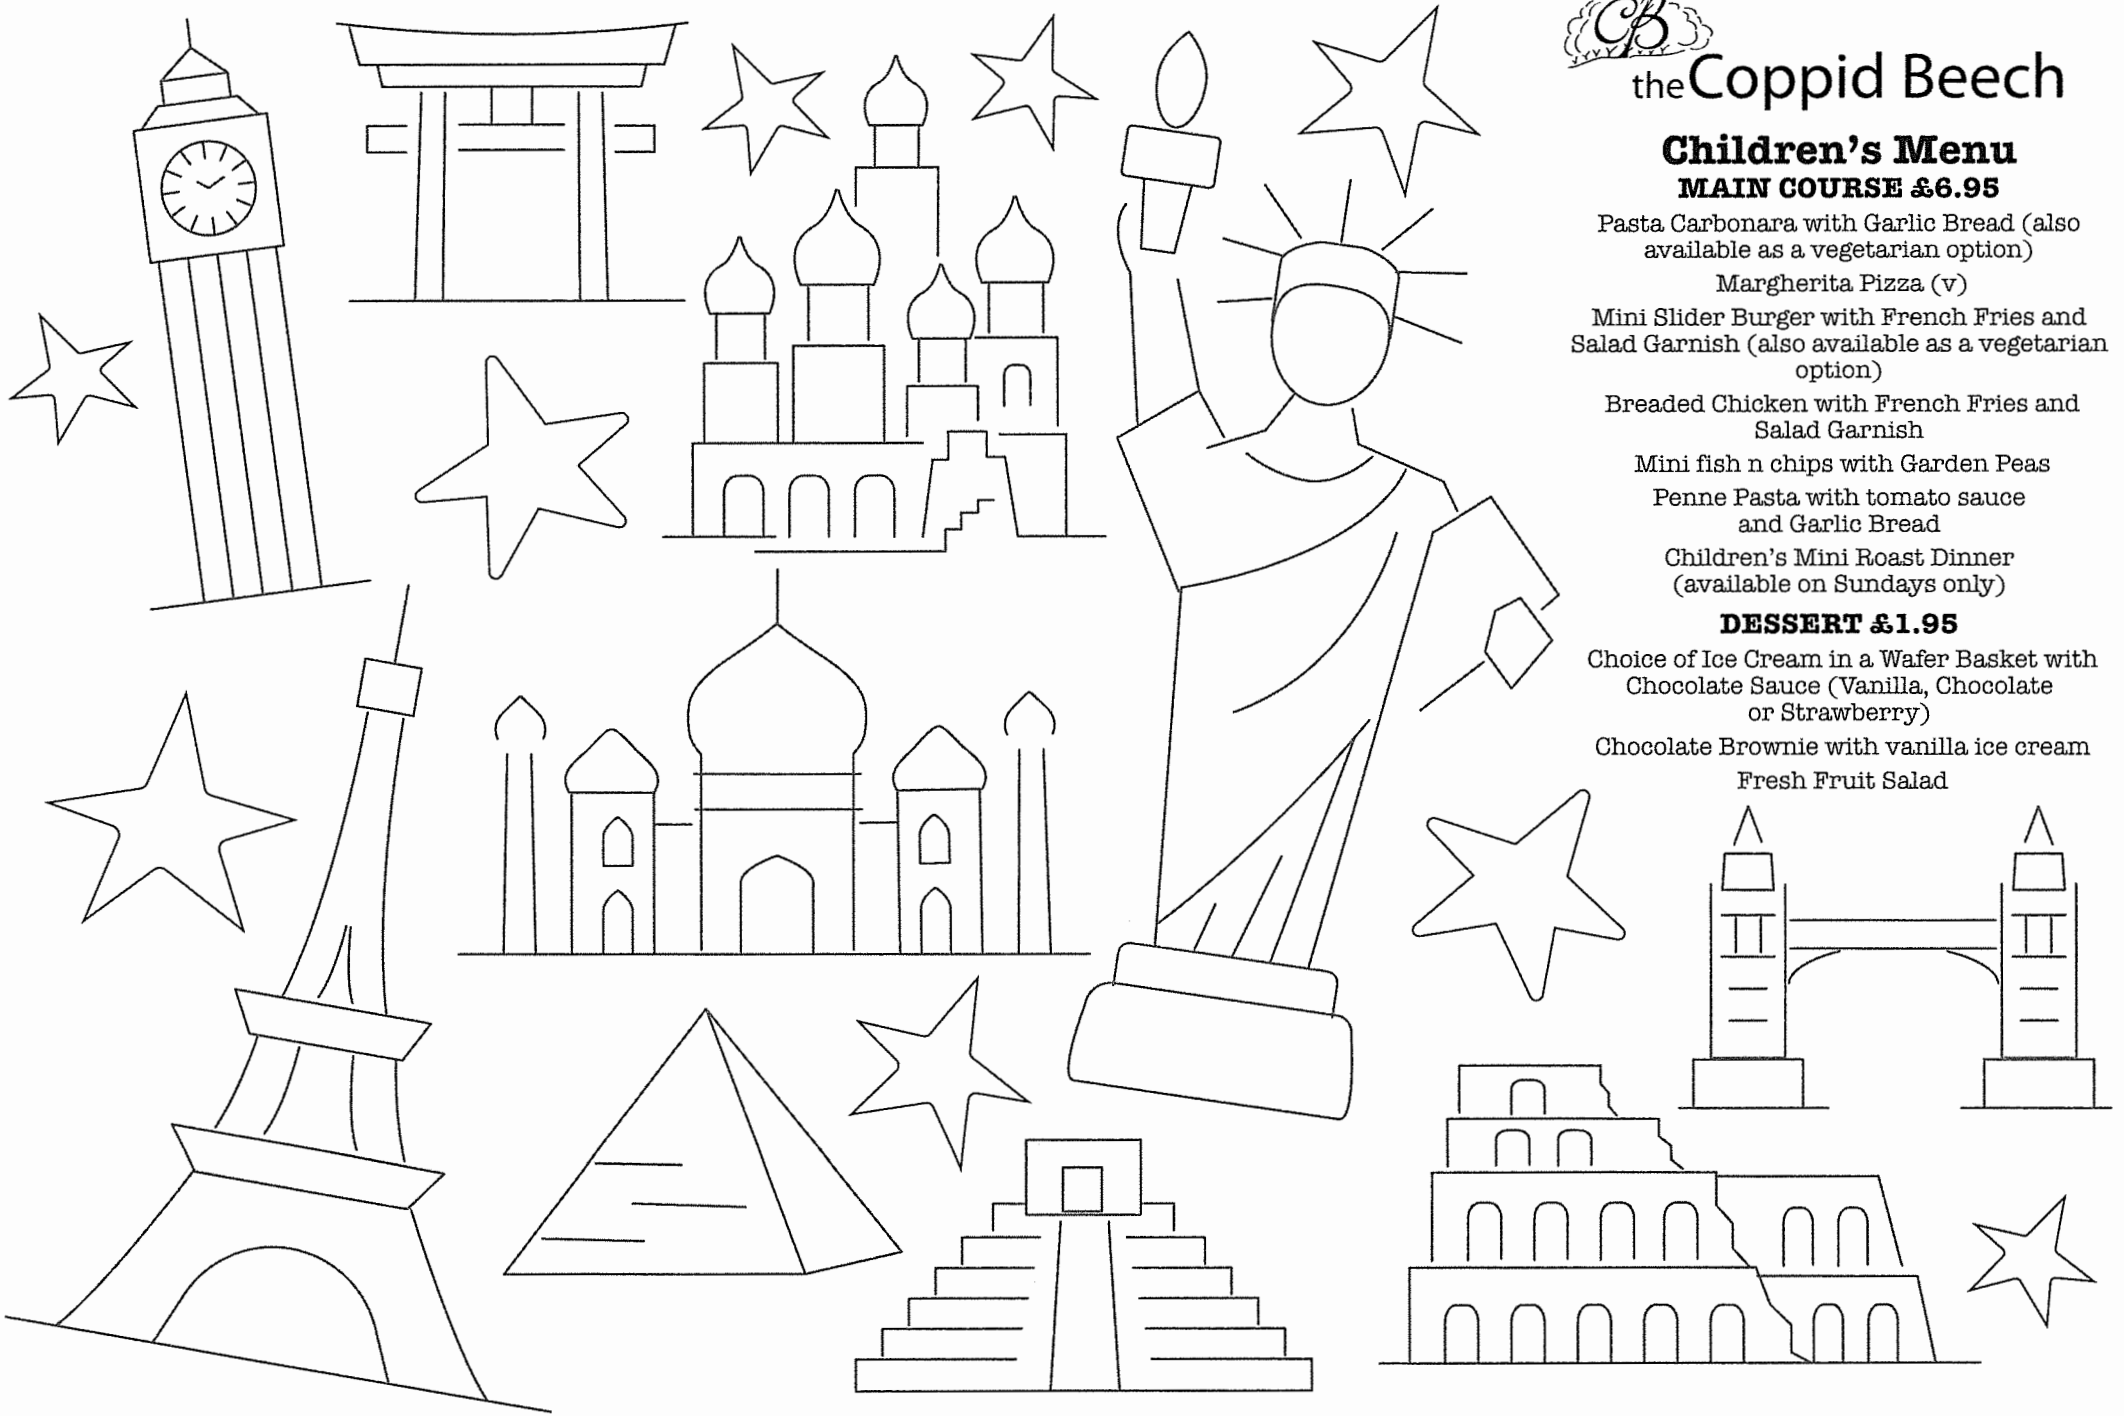 CB
the Coppid Beech
Children's Menu
MAIN COURSE £6.95
Pasta Carbonara with Garlic Bread (also
available as a vegetarian option)
Margherita Pizza (v)
Mini Slider Burger with French Fries and
Salad Garnish (also available as a vegetarian
option)
Breaded Chicken with French Fries and
Salad Garnish
Mini fish n chips with Garden Peas
Penne Pasta with tomato sauce
and Garlic Bread
Children's Mini Roast Dinner
(available on Sundays only)
DESSERT £1.95
Choice of Ice Cream in a Wafer Basket with
Chocolate Sauce (Vanilla, Chocolate
or Strawberry)
Chocolate Brownie with vanilla ice cream
Fresh Fruit Salad